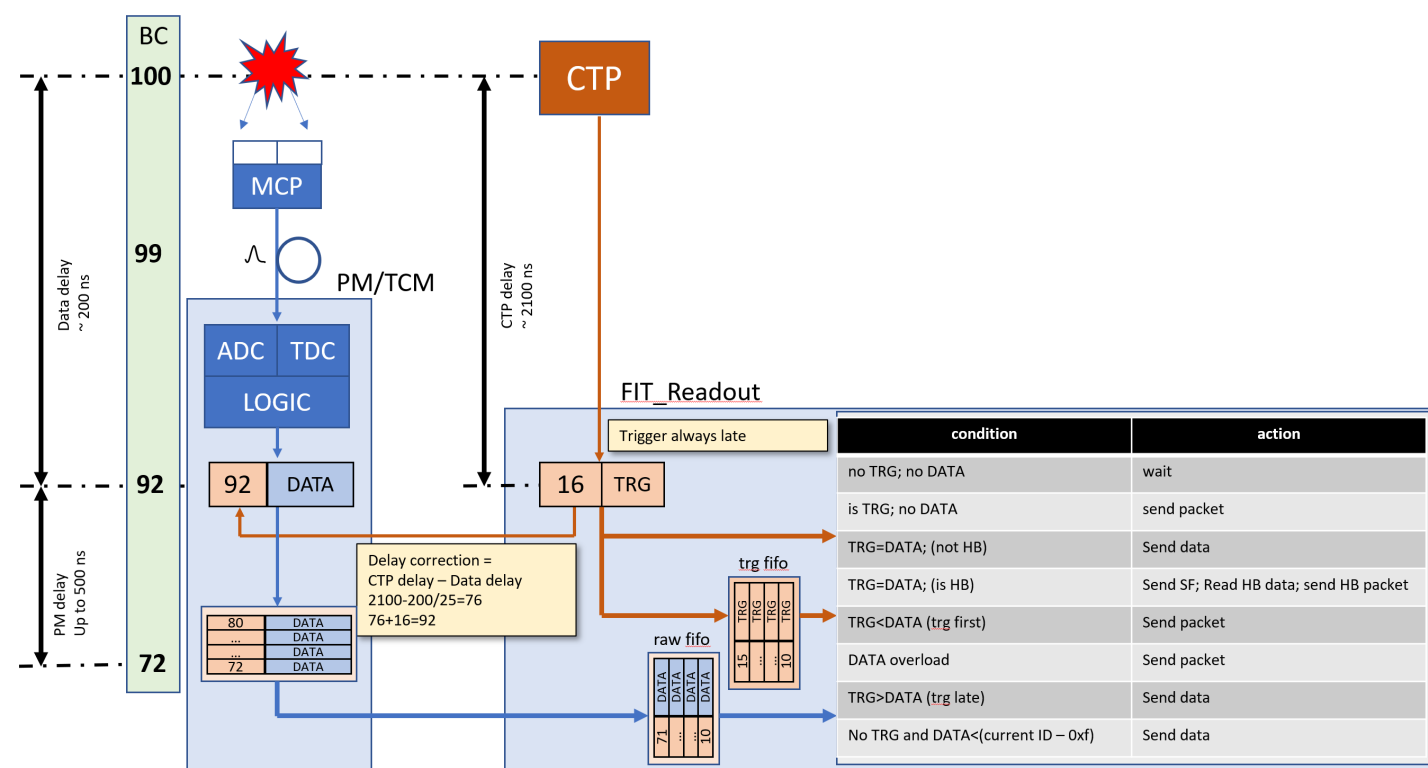 BC
100
99
92
72
Data delay
~ 200 ns
PM delay
Up to 500 ns
MCP
PM/TCM
ADC
TDC
LOGIC
92
DATA
80
DATA
...
DATA
...
DATA
72
DATA
CTP
CTP delay
~ 2100 ns
FIT_Readout
Trigger always late
16
TRG
Delay correction =
CTP delay – Data delay
2100-200/25=76
76+16=92
trg fifo
TRG
TRG
TRG
TRG
15
...
...
10
raw fifo
DATA
DATA
DATA
DATA
71
...
...
10
condition
action
no TRG; no DATA
wait
is TRG; no DATA
send packet
TRG=DATA; (not HB)
Send data
TRG=DATA; (is HB)
Send SF; Read HB data; send HB packet
TRG<DATA (trg first)
Send packet
DATA overload
Send packet
TRG>DATA (trg late)
Send data
No TRG and DATA<(current ID – 0xf)
Send data